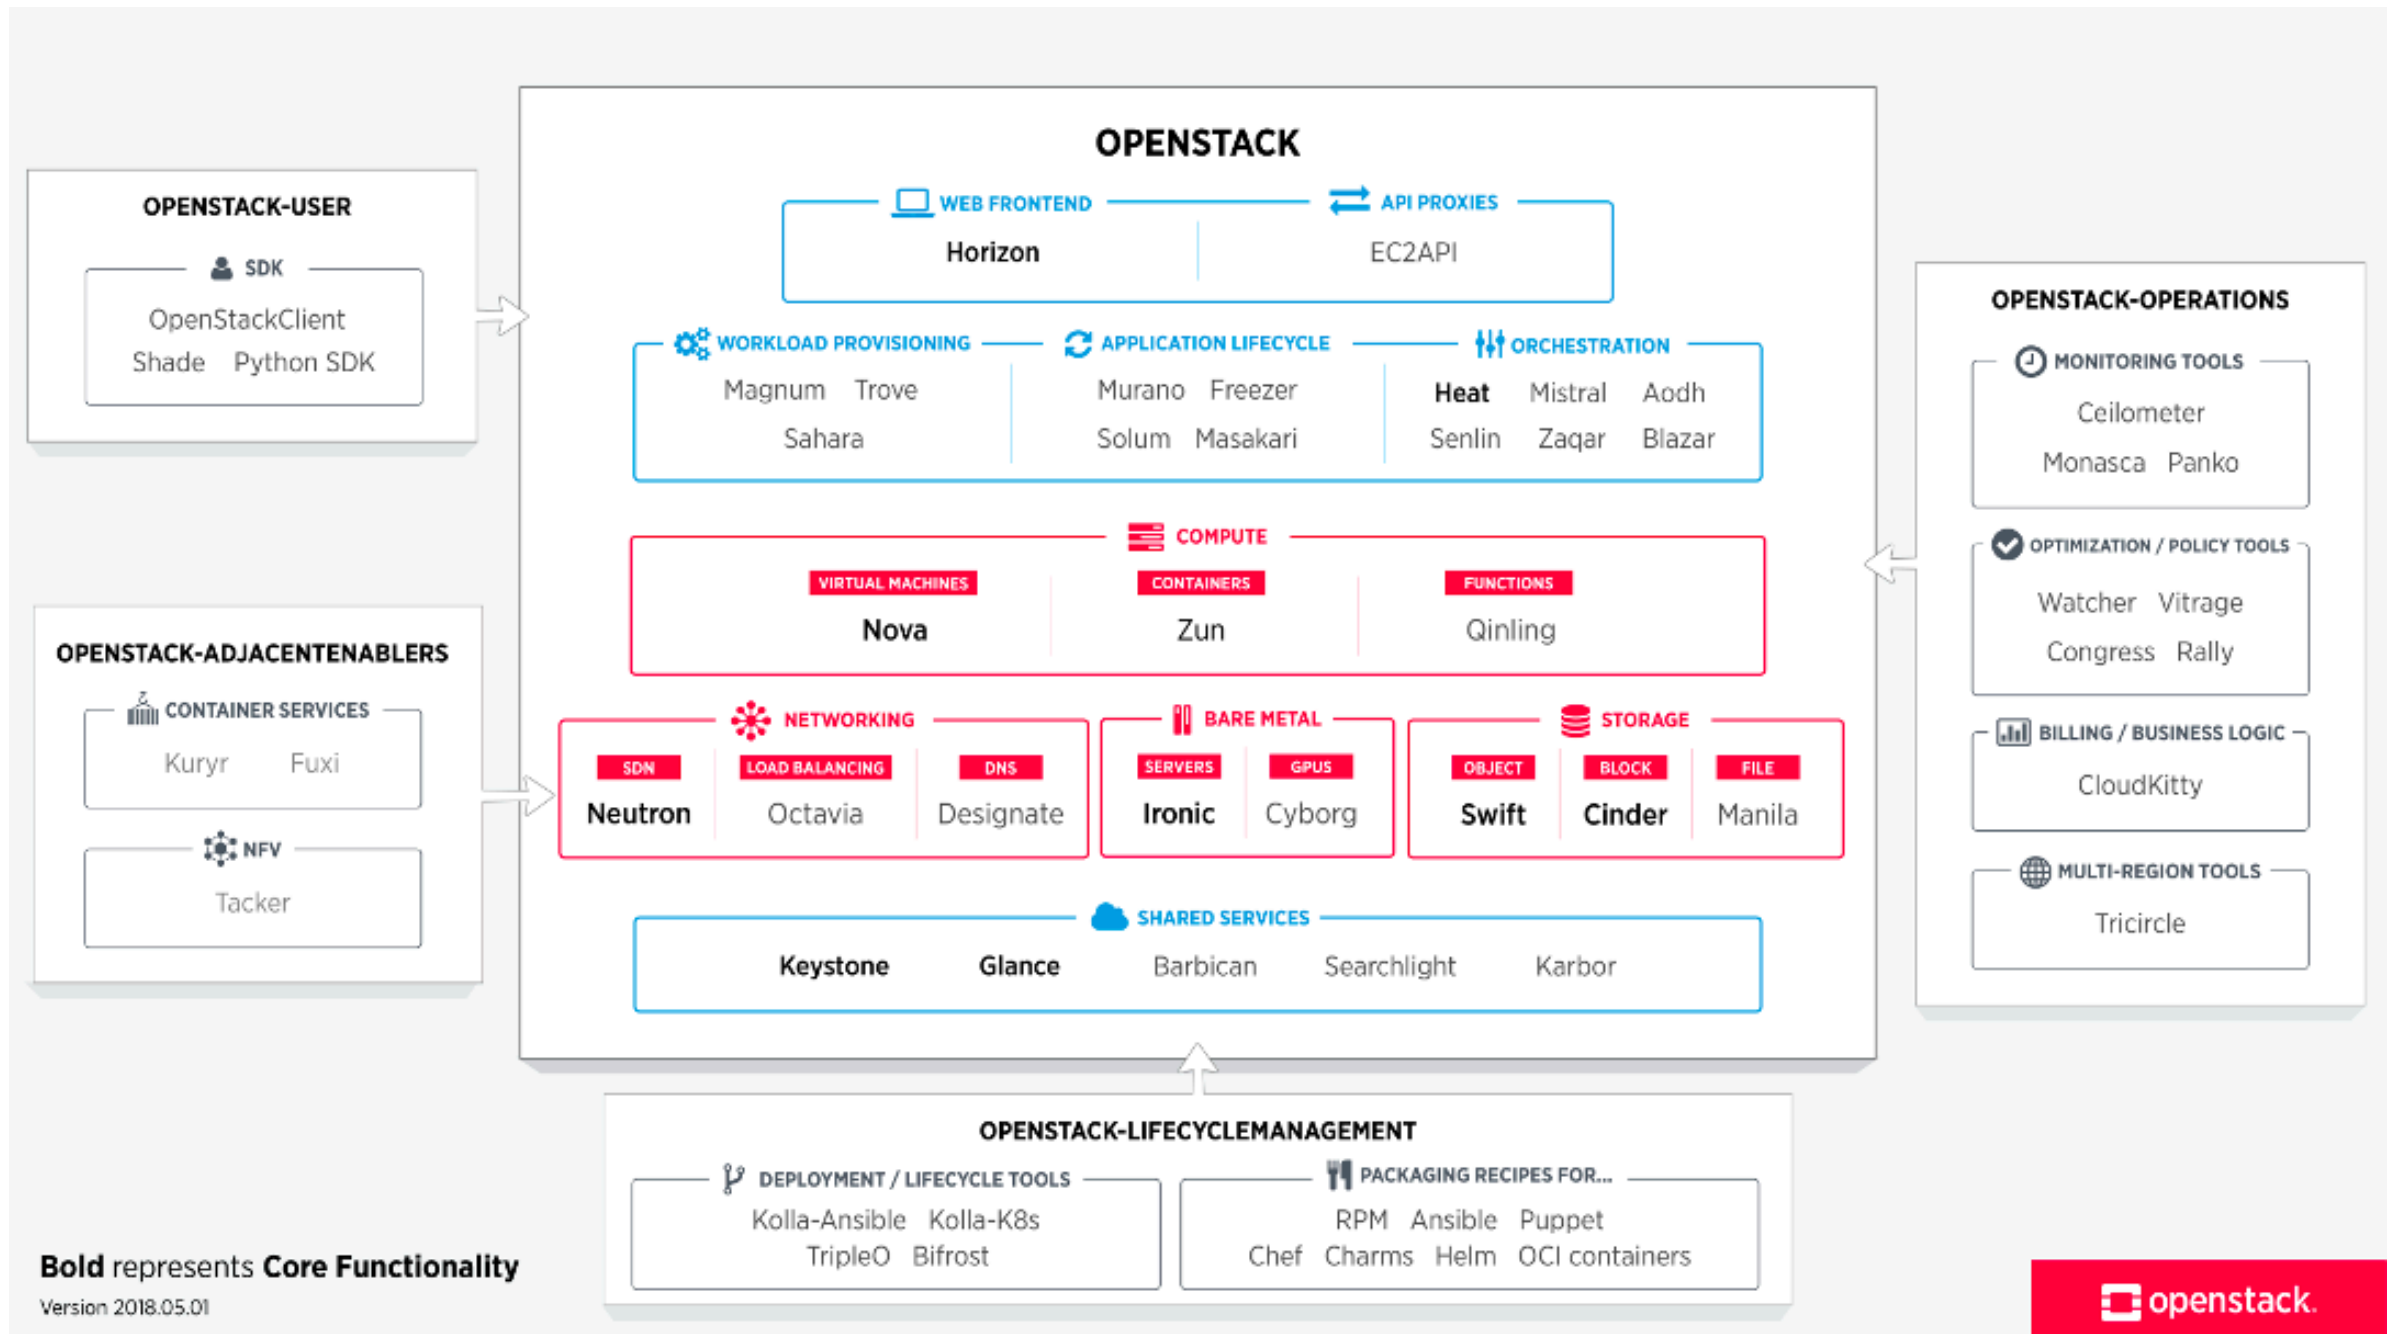 OPENSTACK
WEB FRONTEND
Horizon
API PROXIES
EC2API
WORKLOAD PROVISIONING
Magnum Trove
Sahara
APPLICATION LIFECYCLE
Murano Freezer
Solum Masakari
ORCHESTRATION
Heat Mistral Aodh
Senlin Zaqar Blazar
COMPUTE
VIRTUAL MACHINES
Nova
CONTAINERS
Zun
FUNCTIONS
Qinling
NETWORKING
SDN
Neutron
LOAD BALANCING
Octavia
DNS
Designate
BARE METAL
SERVERS
Ironic
GPUS
Cyborg
STORAGE
OBJECT
Swift
BLOCK
Cinder
FILE
Manila
SHARED SERVICES
Keystone Glance Barbican Searchlight Karbor
OPENSTACK-USER
SDK
OpenStackClient
Shade Python SDK
OPENSTACK-ADJACENTENABLERS
CONTAINER SERVICES
Kuryr Fuxi
NFV
Tacker
OPENSTACK-OPERATIONS
MONITORING TOOLS
Ceilometer
Monasca Panko
OPTIMIZATION / POLICY TOOLS
Watcher Vitrage
Congress Rally
BILLING / BUSINESS LOGIC
CloudKitty
MULTI-REGION TOOLS
Tricircle
OPENSTACK-LIFECYCLEMANAGEMENT
DEPLOYMENT / LIFECYCLE TOOLS
Kolla-Ansible Kolla-K8s
TripleO Bifrost
PACKAGING RECIPES FOR...
RPM Ansible Puppet
Chef Charms Helm OCI containers
Bold represents Core Functionality
Version 2018.05.01
openstack.